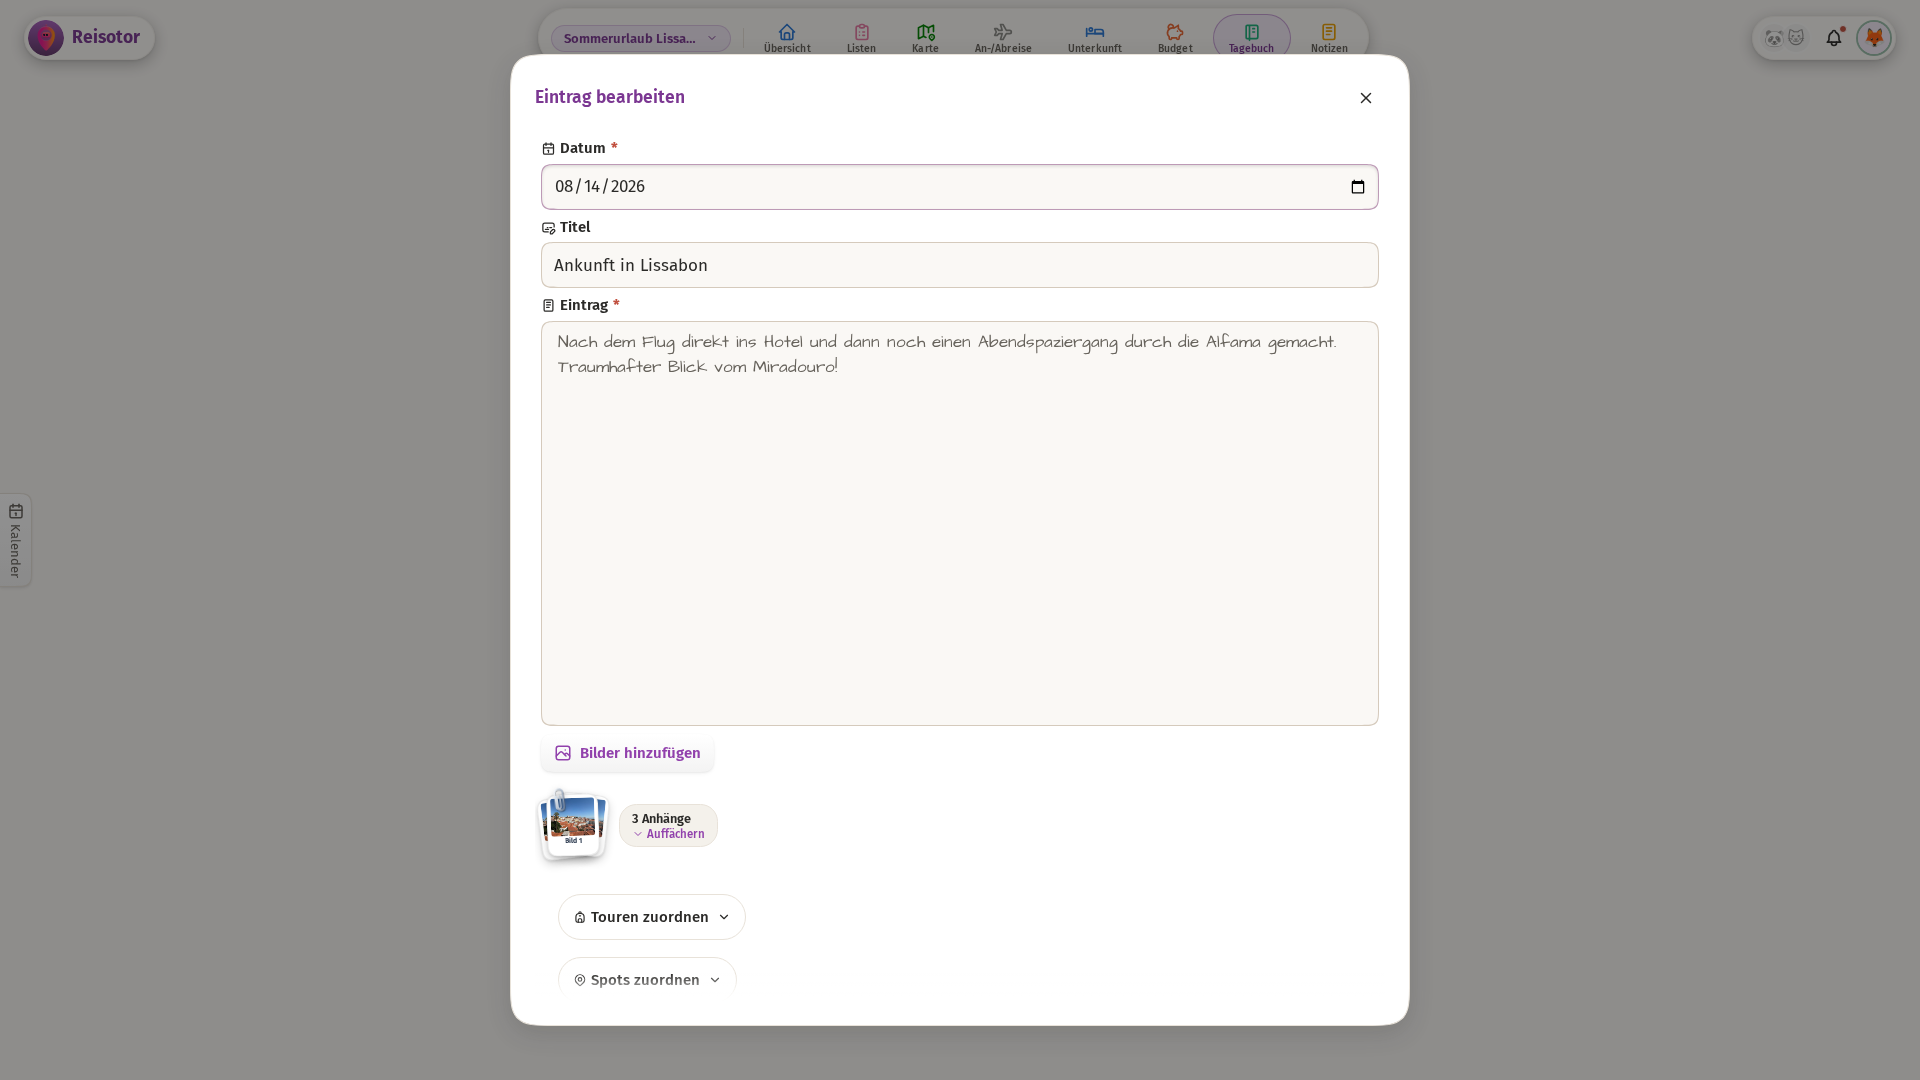 Reisotor
Sommerurlaub Lissa...
Übersicht
Listen
Karte
An-/Abreise
Unterkunft
Budget
Tagebuch
Notizen
Eintrag bearbeiten
Datum *
08/14/2026
Titel
Ankunft in Lissabon
Eintrag *
Nach dem Flug direkt ins Hotel und dann noch einen Abendspaziergang durch die Alfama gemacht.
Traumhafter Blick vom Miradouro!
Kalender
Bilder hinzufügen
Bild 1
3 Anhänge
Auffächern
Touren zuordnen
Spots zuordnen